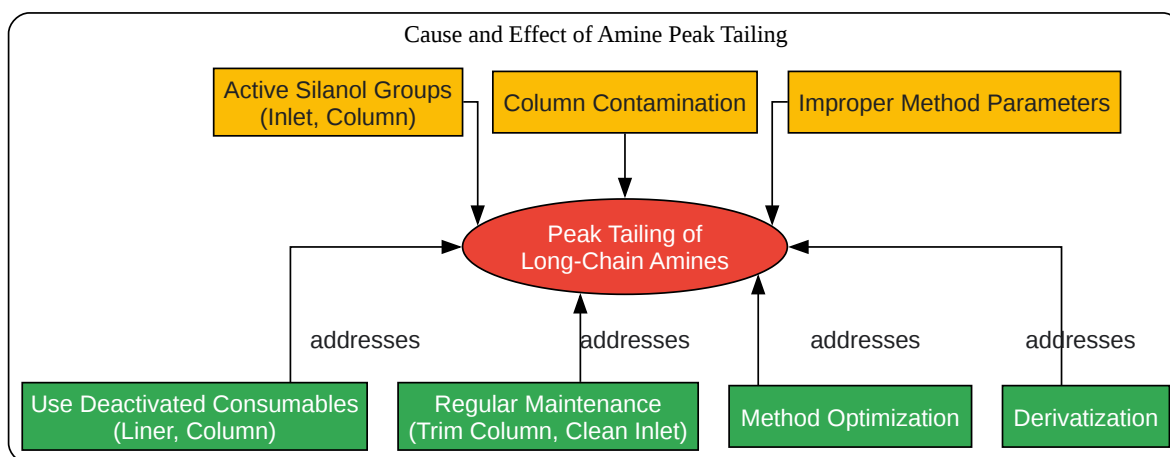 Cause and Effect of Amine Peak Tailing
Active Silanol Groups
(Inlet, Column)
Column Contamination
Improper Method Parameters
Peak Tailing of
Long-Chain Amines
addresses
addresses
addresses
addresses
Use Deactivated Consumables
(Liner, Column)
Regular Maintenance
(Trim Column, Clean Inlet)
Method Optimization
Derivatization